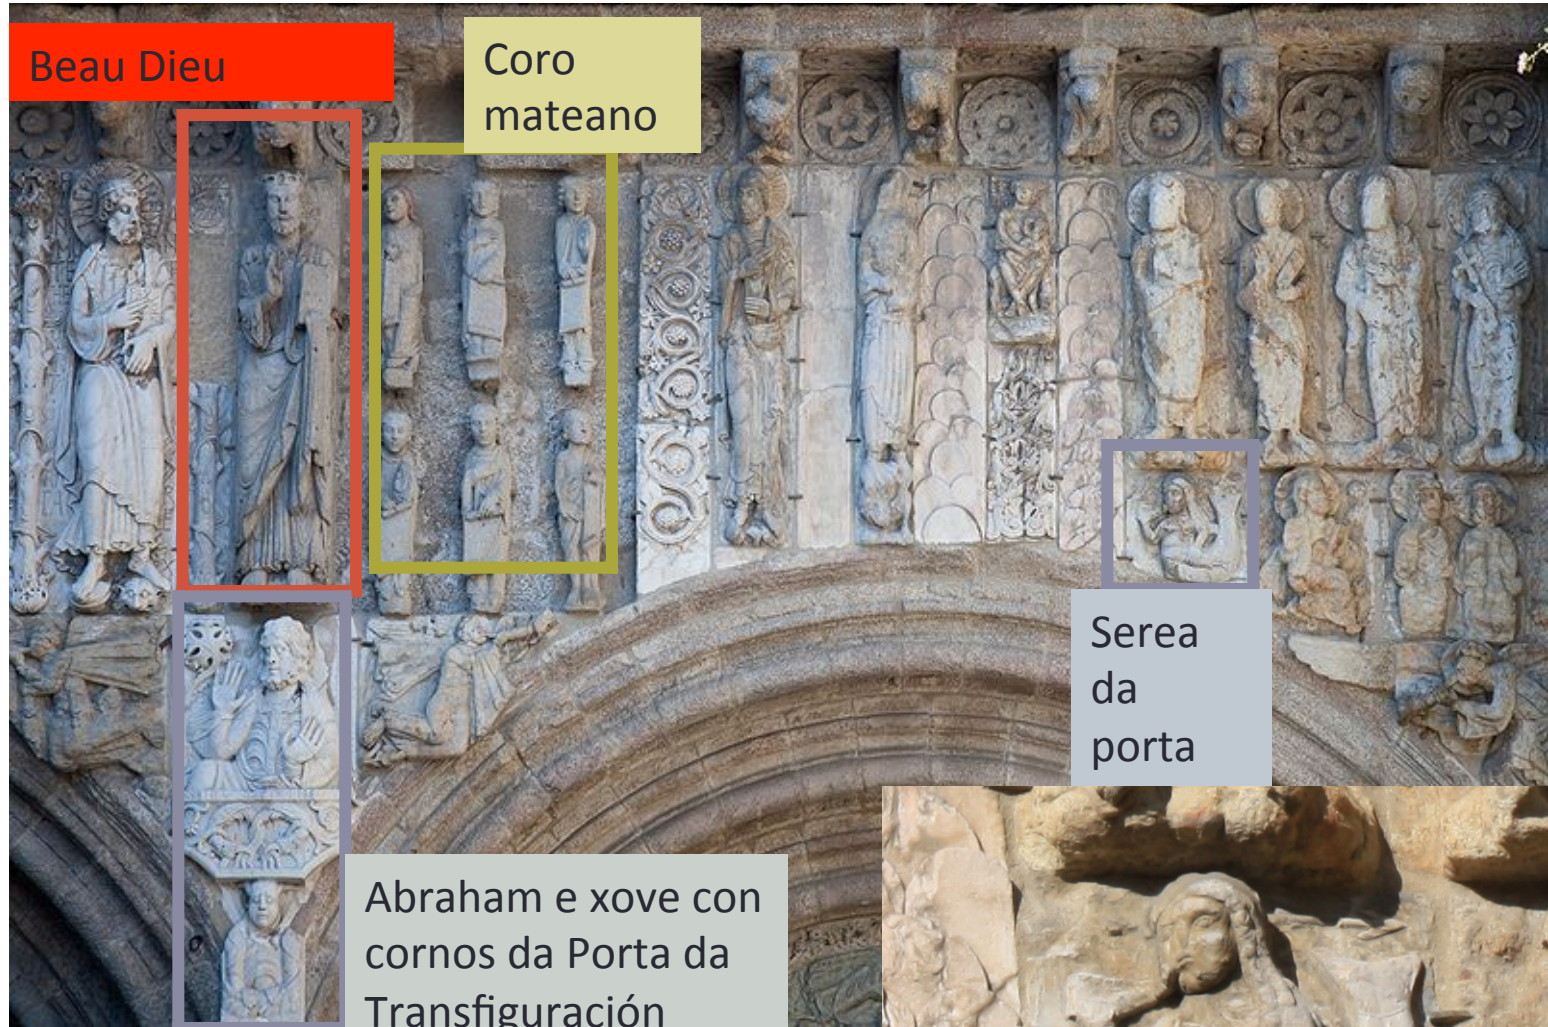 Beau Dieu
Coro
mateano
Serea
da
porta
Abraham e xove con
cornos da Porta da
Transfiguración